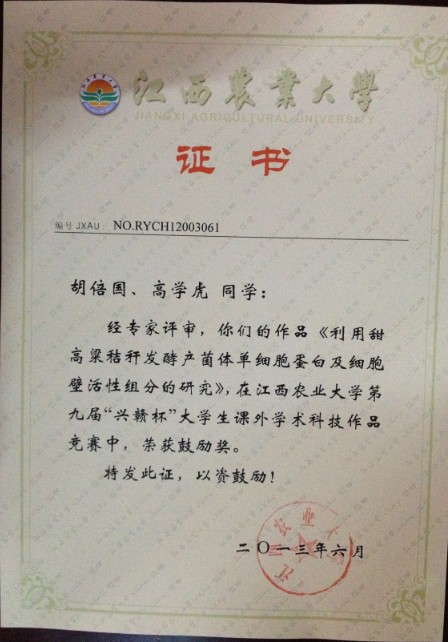 江西农业大学
JIANGXI AGRICULTURAL UNIVERSITY
证书
编号 JXAU NO.RYCH12003061
胡倍国、高学虎 同学：
经专家评审，你们的作品《利用甜
高粱秸秆发酵产菌体单细胞蛋白及细胞
壁活性组分的研究》，在江西农业大学第
九届“兴赣杯”大学生课外学术科技作品
竞赛中，荣获鼓励奖。
特发此证，以资鼓励！
二〇一三年六月